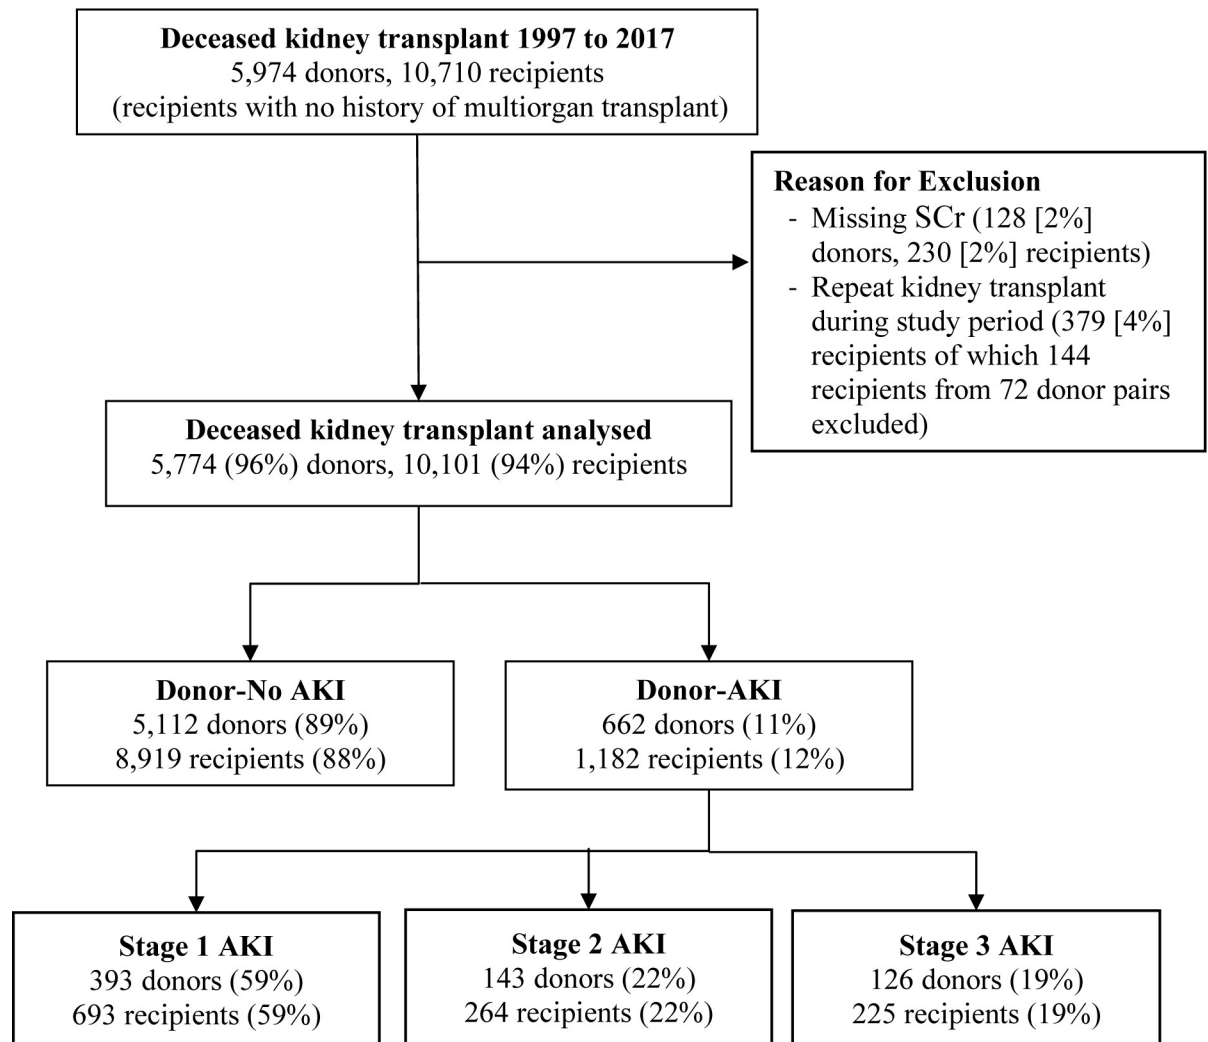 Deceased kidney transplant 1997 to 2017
5,974 donors, 10,710 recipients
(recipients with no history of multiorgan transplant)
Reason for Exclusion
- Missing SCr (128 [2%]
donors, 230 [2%] recipients)
- Repeat kidney transplant
during study period (379 [4%]
recipients of which 144
recipients from 72 donor pairs
excluded)
Deceased kidney transplant analysed
5,774 (96%) donors, 10,101 (94%) recipients
Donor-No AKI
5,112 donors (89%)
8,919 recipients (88%)
Donor-AKI
662 donors (11%)
1,182 recipients (12%)
Stage 1 AKI
393 donors (59%)
693 recipients (59%)
Stage 2 AKI
143 donors (22%)
264 recipients (22%)
Stage 3 AKI
126 donors (19%)
225 recipients (19%)